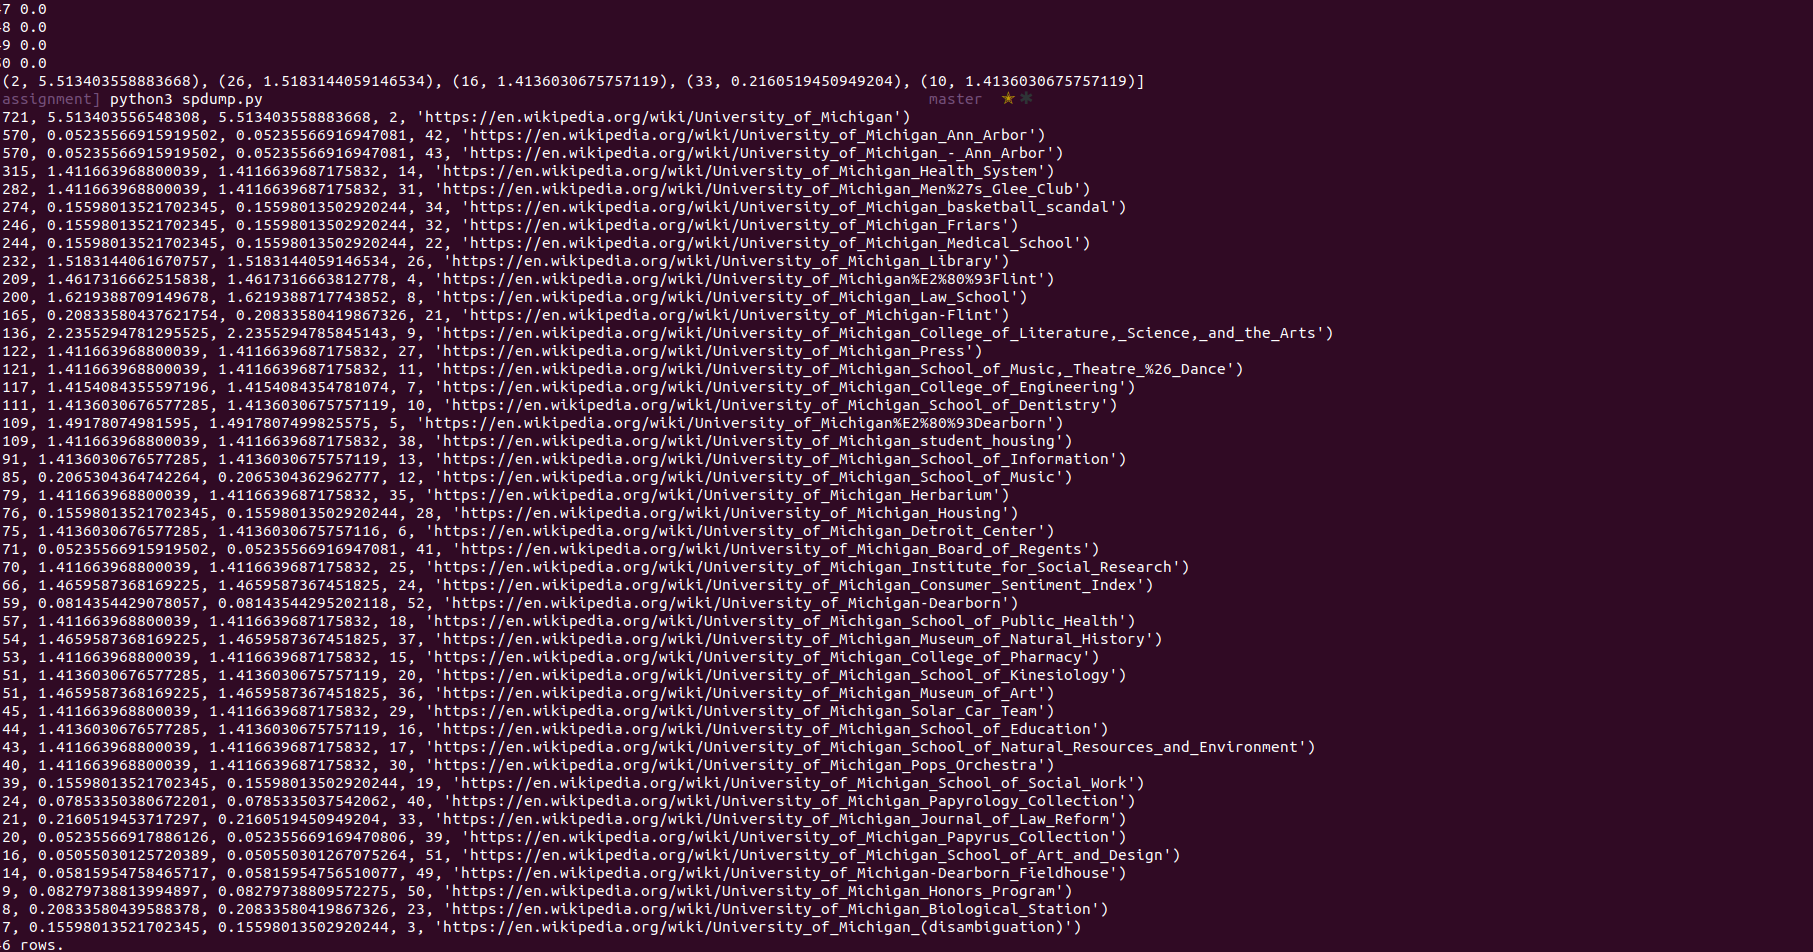 7 0.0
8 0.0
9 0.0
0 0.0
(2, 5.513403558883668), (26, 1.5183144059146534), (16, 1.4136030675757119), (33, 0.2160519450949204), (10, 1.4136030675757119)]
assignment] python3 spdump.py master ★ ✱
721, 5.513403556548308, 5.513403558883668, 2, 'https://en.wikipedia.org/wiki/University_of_Michigan')
570, 0.05235566915919502, 0.05235566916947081, 42, 'https://en.wikipedia.org/wiki/University_of_Michigan_Ann_Arbor')
570, 0.05235566915919502, 0.05235566916947081, 43, 'https://en.wikipedia.org/wiki/University_of_Michigan_-_Ann_Arbor')
315, 1.411663968800039, 1.4116639687175832, 14, 'https://en.wikipedia.org/wiki/University_of_Michigan_Health_System')
282, 1.411663968800039, 1.4116639687175832, 31, 'https://en.wikipedia.org/wiki/University_of_Michigan_Men%27s_Glee_Club')
274, 0.15598013521702345, 0.15598013502920244, 34, 'https://en.wikipedia.org/wiki/University_of_Michigan_basketball_scandal')
246, 0.15598013521702345, 0.15598013502920244, 32, 'https://en.wikipedia.org/wiki/University_of_Michigan_Friars')
244, 0.15598013521702345, 0.15598013502920244, 22, 'https://en.wikipedia.org/wiki/University_of_Michigan_Medical_School')
232, 1.5183144061670757, 1.5183144059146534, 26, 'https://en.wikipedia.org/wiki/University_of_Michigan_Library')
209, 1.4617316662515838, 1.4617316663812778, 4, 'https://en.wikipedia.org/wiki/University_of_Michigan%E2%80%93Flint')
200, 1.6219388709149678, 1.6219388717743852, 8, 'https://en.wikipedia.org/wiki/University_of_Michigan_Law_School')
165, 0.20833580437621754, 0.20833580419867326, 21, 'https://en.wikipedia.org/wiki/University_of_Michigan-Flint')
136, 2.2355294781295525, 2.2355294785845143, 9, 'https://en.wikipedia.org/wiki/University_of_Michigan_College_of_Literature,_Science,_and_the_Arts')
122, 1.411663968800039, 1.4116639687175832, 27, 'https://en.wikipedia.org/wiki/University_of_Michigan_Press')
121, 1.411663968800039, 1.4116639687175832, 11, 'https://en.wikipedia.org/wiki/University_of_Michigan_School_of_Music,_Theatre_%26_Dance')
117, 1.4154084355597196, 1.4154084354781074, 7, 'https://en.wikipedia.org/wiki/University_of_Michigan_College_of_Engineering')
111, 1.4136030676577285, 1.4136030675757119, 10, 'https://en.wikipedia.org/wiki/University_of_Michigan_School_of_Dentistry')
109, 1.49178074981595, 1.4917807499825575, 5, 'https://en.wikipedia.org/wiki/University_of_Michigan%E2%80%93Dearborn')
109, 1.411663968800039, 1.4116639687175832, 38, 'https://en.wikipedia.org/wiki/University_of_Michigan_student_housing')
91, 1.4136030676577285, 1.4136030675757119, 13, 'https://en.wikipedia.org/wiki/University_of_Michigan_School_of_Information')
85, 0.2065304364742264, 0.2065304362962777, 12, 'https://en.wikipedia.org/wiki/University_of_Michigan_School_of_Music')
79, 1.411663968800039, 1.4116639687175832, 35, 'https://en.wikipedia.org/wiki/University_of_Michigan_Herbarium')
76, 0.15598013521702345, 0.15598013502920244, 28, 'https://en.wikipedia.org/wiki/University_of_Michigan_Housing')
75, 1.4136030676577285, 1.4136030675757116, 6, 'https://en.wikipedia.org/wiki/University_of_Michigan_Detroit_Center')
71, 0.05235566915919502, 0.05235566916947081, 41, 'https://en.wikipedia.org/wiki/University_of_Michigan_Board_of_Regents')
70, 1.411663968800039, 1.4116639687175832, 25, 'https://en.wikipedia.org/wiki/University_of_Michigan_Institute_for_Social_Research')
66, 1.4659587368169225, 1.4659587367451825, 24, 'https://en.wikipedia.org/wiki/University_of_Michigan_Consumer_Sentiment_Index')
59, 0.0814354429078057, 0.08143544295202118, 52, 'https://en.wikipedia.org/wiki/University_of_Michigan-Dearborn')
57, 1.411663968800039, 1.4116639687175832, 18, 'https://en.wikipedia.org/wiki/University_of_Michigan_School_of_Public_Health')
54, 1.4659587368169225, 1.4659587367451825, 37, 'https://en.wikipedia.org/wiki/University_of_Michigan_Museum_of_Natural_History')
53, 1.411663968800039, 1.4116639687175832, 15, 'https://en.wikipedia.org/wiki/University_of_Michigan_College_of_Pharmacy')
51, 1.4136030676577285, 1.4136030675757119, 20, 'https://en.wikipedia.org/wiki/University_of_Michigan_School_of_Kinesiology')
51, 1.4659587368169225, 1.4659587367451825, 36, 'https://en.wikipedia.org/wiki/University_of_Michigan_Museum_of_Art')
45, 1.411663968800039, 1.4116639687175832, 29, 'https://en.wikipedia.org/wiki/University_of_Michigan_Solar_Car_Team')
44, 1.4136030676577285, 1.4136030675757119, 16, 'https://en.wikipedia.org/wiki/University_of_Michigan_School_of_Education')
43, 1.411663968800039, 1.4116639687175832, 17, 'https://en.wikipedia.org/wiki/University_of_Michigan_School_of_Natural_Resources_and_Environment')
40, 1.411663968800039, 1.4116639687175832, 30, 'https://en.wikipedia.org/wiki/University_of_Michigan_Pops_Orchestra')
39, 0.15598013521702345, 0.15598013502920244, 19, 'https://en.wikipedia.org/wiki/University_of_Michigan_School_of_Social_Work')
24, 0.07853350380672201, 0.0785335037542062, 40, 'https://en.wikipedia.org/wiki/University_of_Michigan_Papyrology_Collection')
21, 0.2160519453717297, 0.2160519450949204, 33, 'https://en.wikipedia.org/wiki/University_of_Michigan_Journal_of_Law_Reform')
20, 0.05235566917886126, 0.052355669169470806, 39, 'https://en.wikipedia.org/wiki/University_of_Michigan_Papyrus_Collection')
16, 0.05055030125720389, 0.050550301267075264, 51, 'https://en.wikipedia.org/wiki/University_of_Michigan_School_of_Art_and_Design')
14, 0.05815954758465717, 0.05815954756510077, 49, 'https://en.wikipedia.org/wiki/University_of_Michigan-Dearborn_Fieldhouse')
9, 0.08279738813994897, 0.08279738809572275, 50, 'https://en.wikipedia.org/wiki/University_of_Michigan_Honors_Program')
8, 0.20833580439588378, 0.20833580419867326, 23, 'https://en.wikipedia.org/wiki/University_of_Michigan_Biological_Station')
7, 0.15598013521702345, 0.15598013502920244, 3, 'https://en.wikipedia.org/wiki/University_of_Michigan_(disambiguation)')
6 rows.